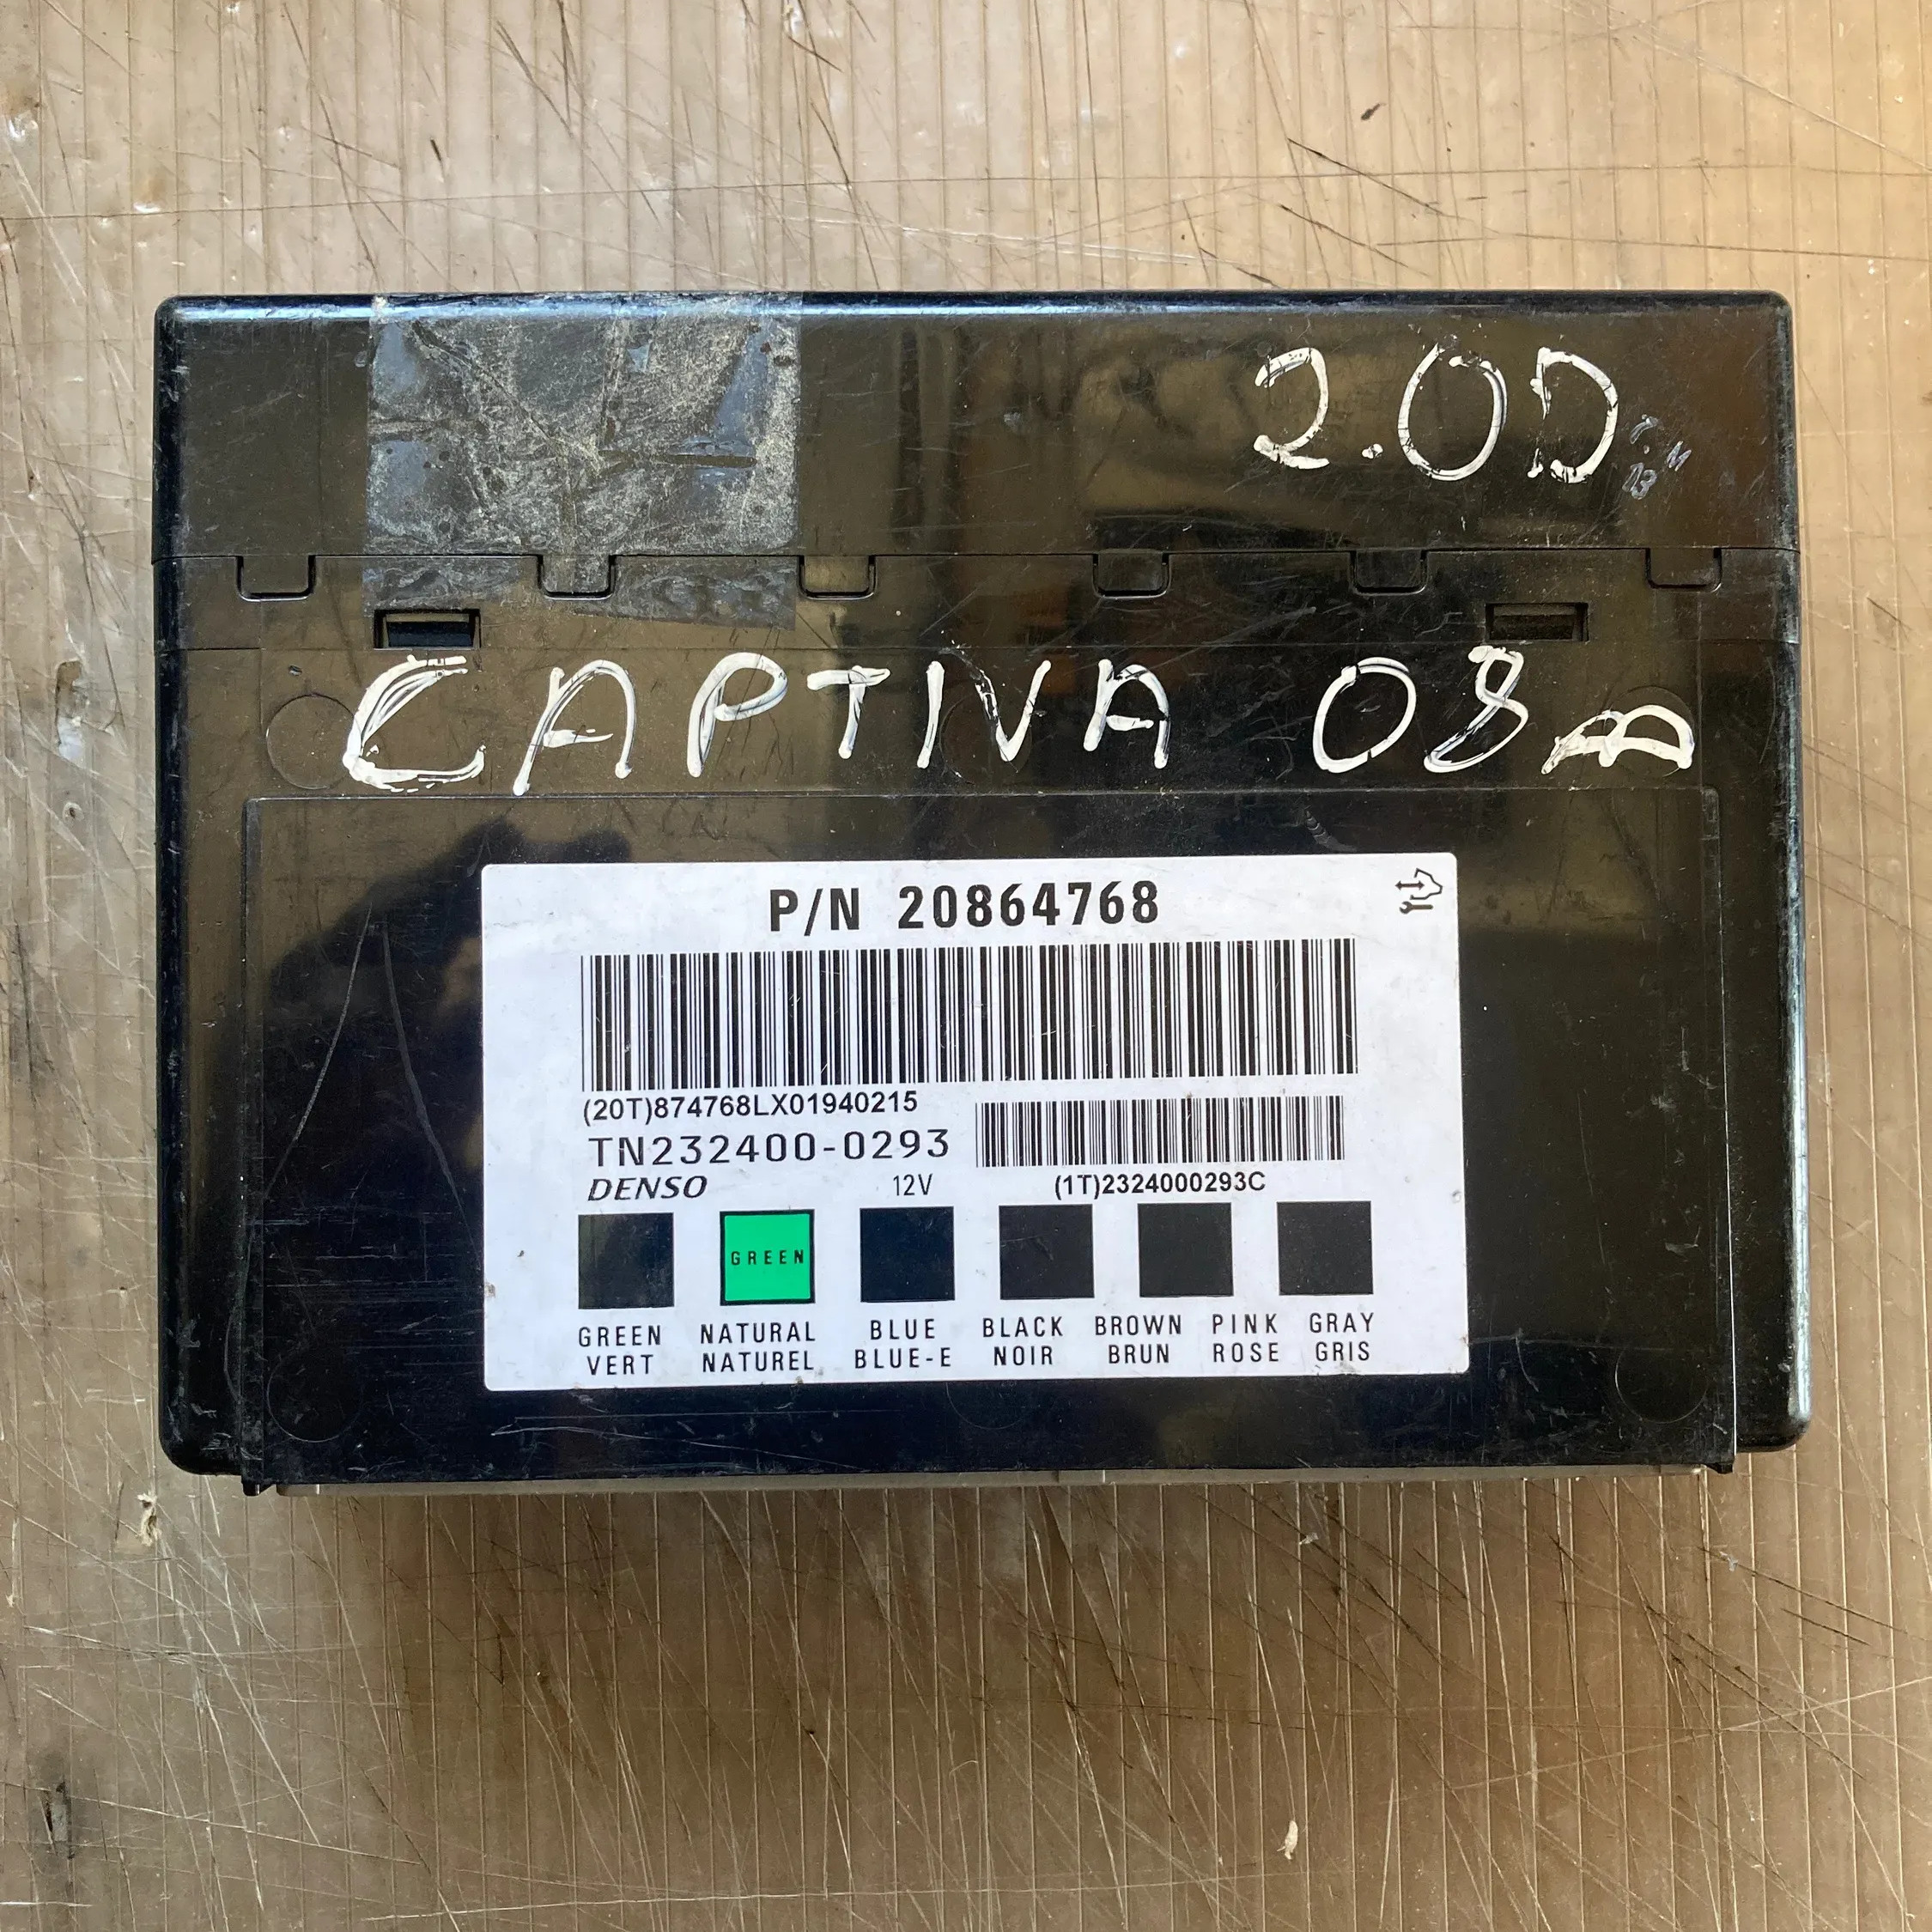 2.0D
CAPTIVA 08
P/N 20864768
(20T)874768LX01940215
TN232400-0293
DENSO 12V (1T)2324000293C
GREEN
GREEN NATURAL BLUE BLACK BROWN PINK GRAY
VERT NATUREL BLUE-E NOIR BRUN ROSE GRIS